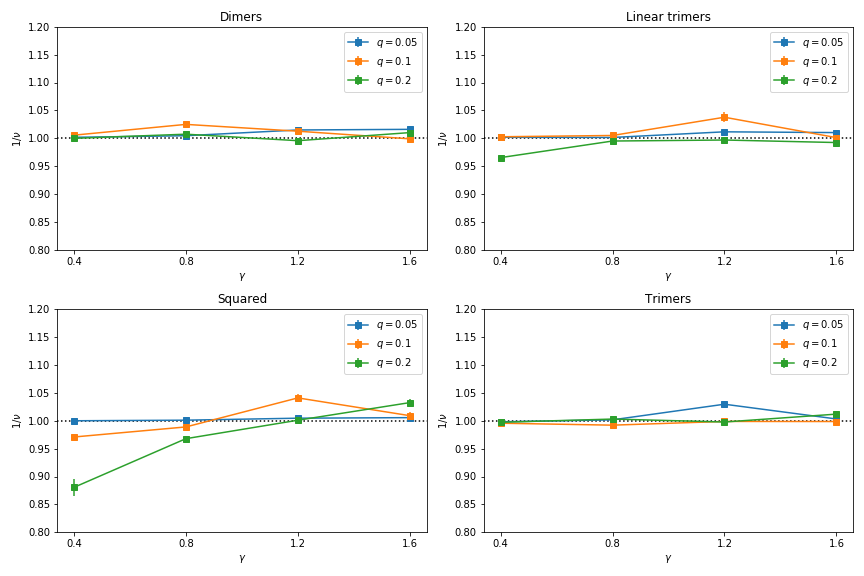 Dimers
1.20
1.15
1.10
1.05
1.00
0.95
0.90
0.85
0.80
1/ν
0.4
0.8
1.2
1.6
γ
q = 0.05
q = 0.1
q = 0.2
Linear trimers
1.20
1.15
1.10
1.05
1.00
0.95
0.90
0.85
0.80
1/ν
0.4
0.8
1.2
1.6
γ
q = 0.05
q = 0.1
q = 0.2
Squared
1.20
1.15
1.10
1.05
1.00
0.95
0.90
0.85
0.80
1/ν
0.4
0.8
1.2
1.6
γ
q = 0.05
q = 0.1
q = 0.2
Trimers
1.20
1.15
1.10
1.05
1.00
0.95
0.90
0.85
0.80
1/ν
0.4
0.8
1.2
1.6
γ
q = 0.05
q = 0.1
q = 0.2